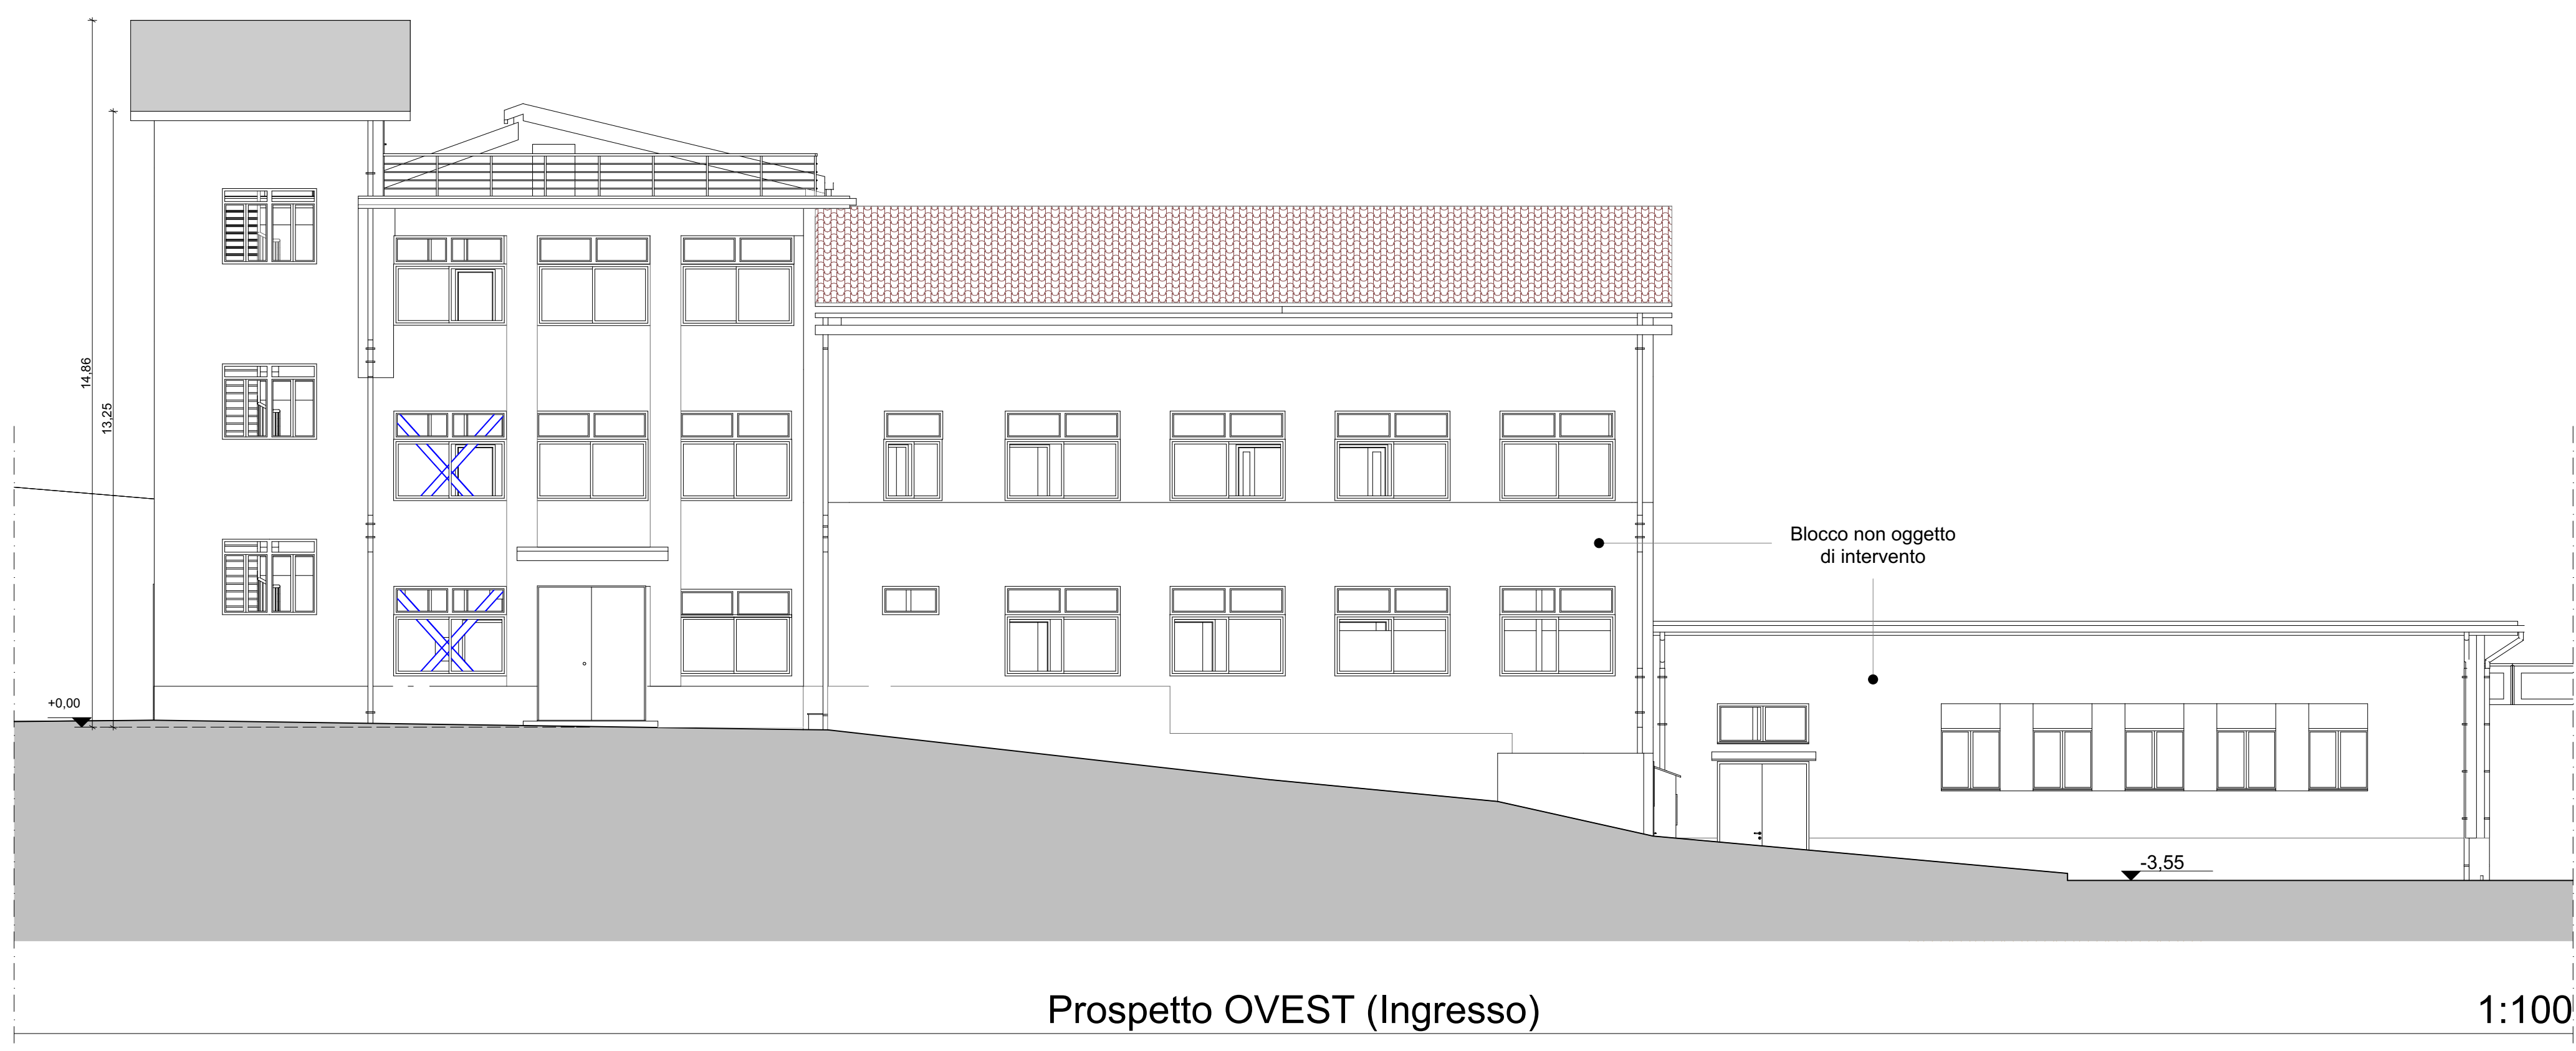 14,86
13,25
Blocco non oggetto
di intervento
+0,00
-3,55
Prospetto OVEST (Ingresso)
1:100